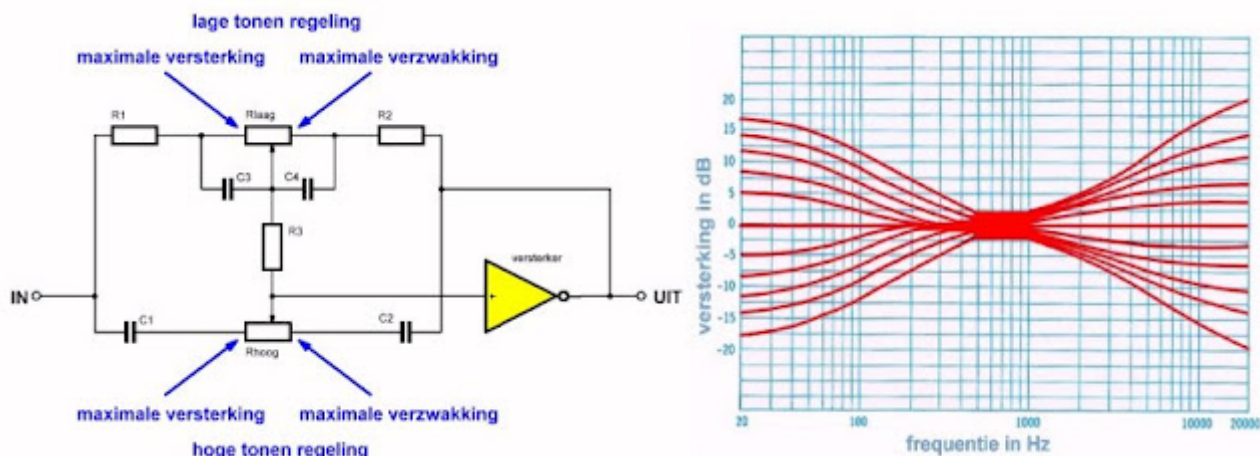 lage tonen regeling
maximale versterking maximale verzwakking
R1 Rlaag R2
C3 C4
R3
versterker
IN UIT
C1 C2
Rhoog
maximale versterking maximale verzwakking
hoge tonen regeling
versterking in dB
20
15
10
5
0
-5
-10
-15
-20
20 100 1000 10000 20000
frequentie in Hz